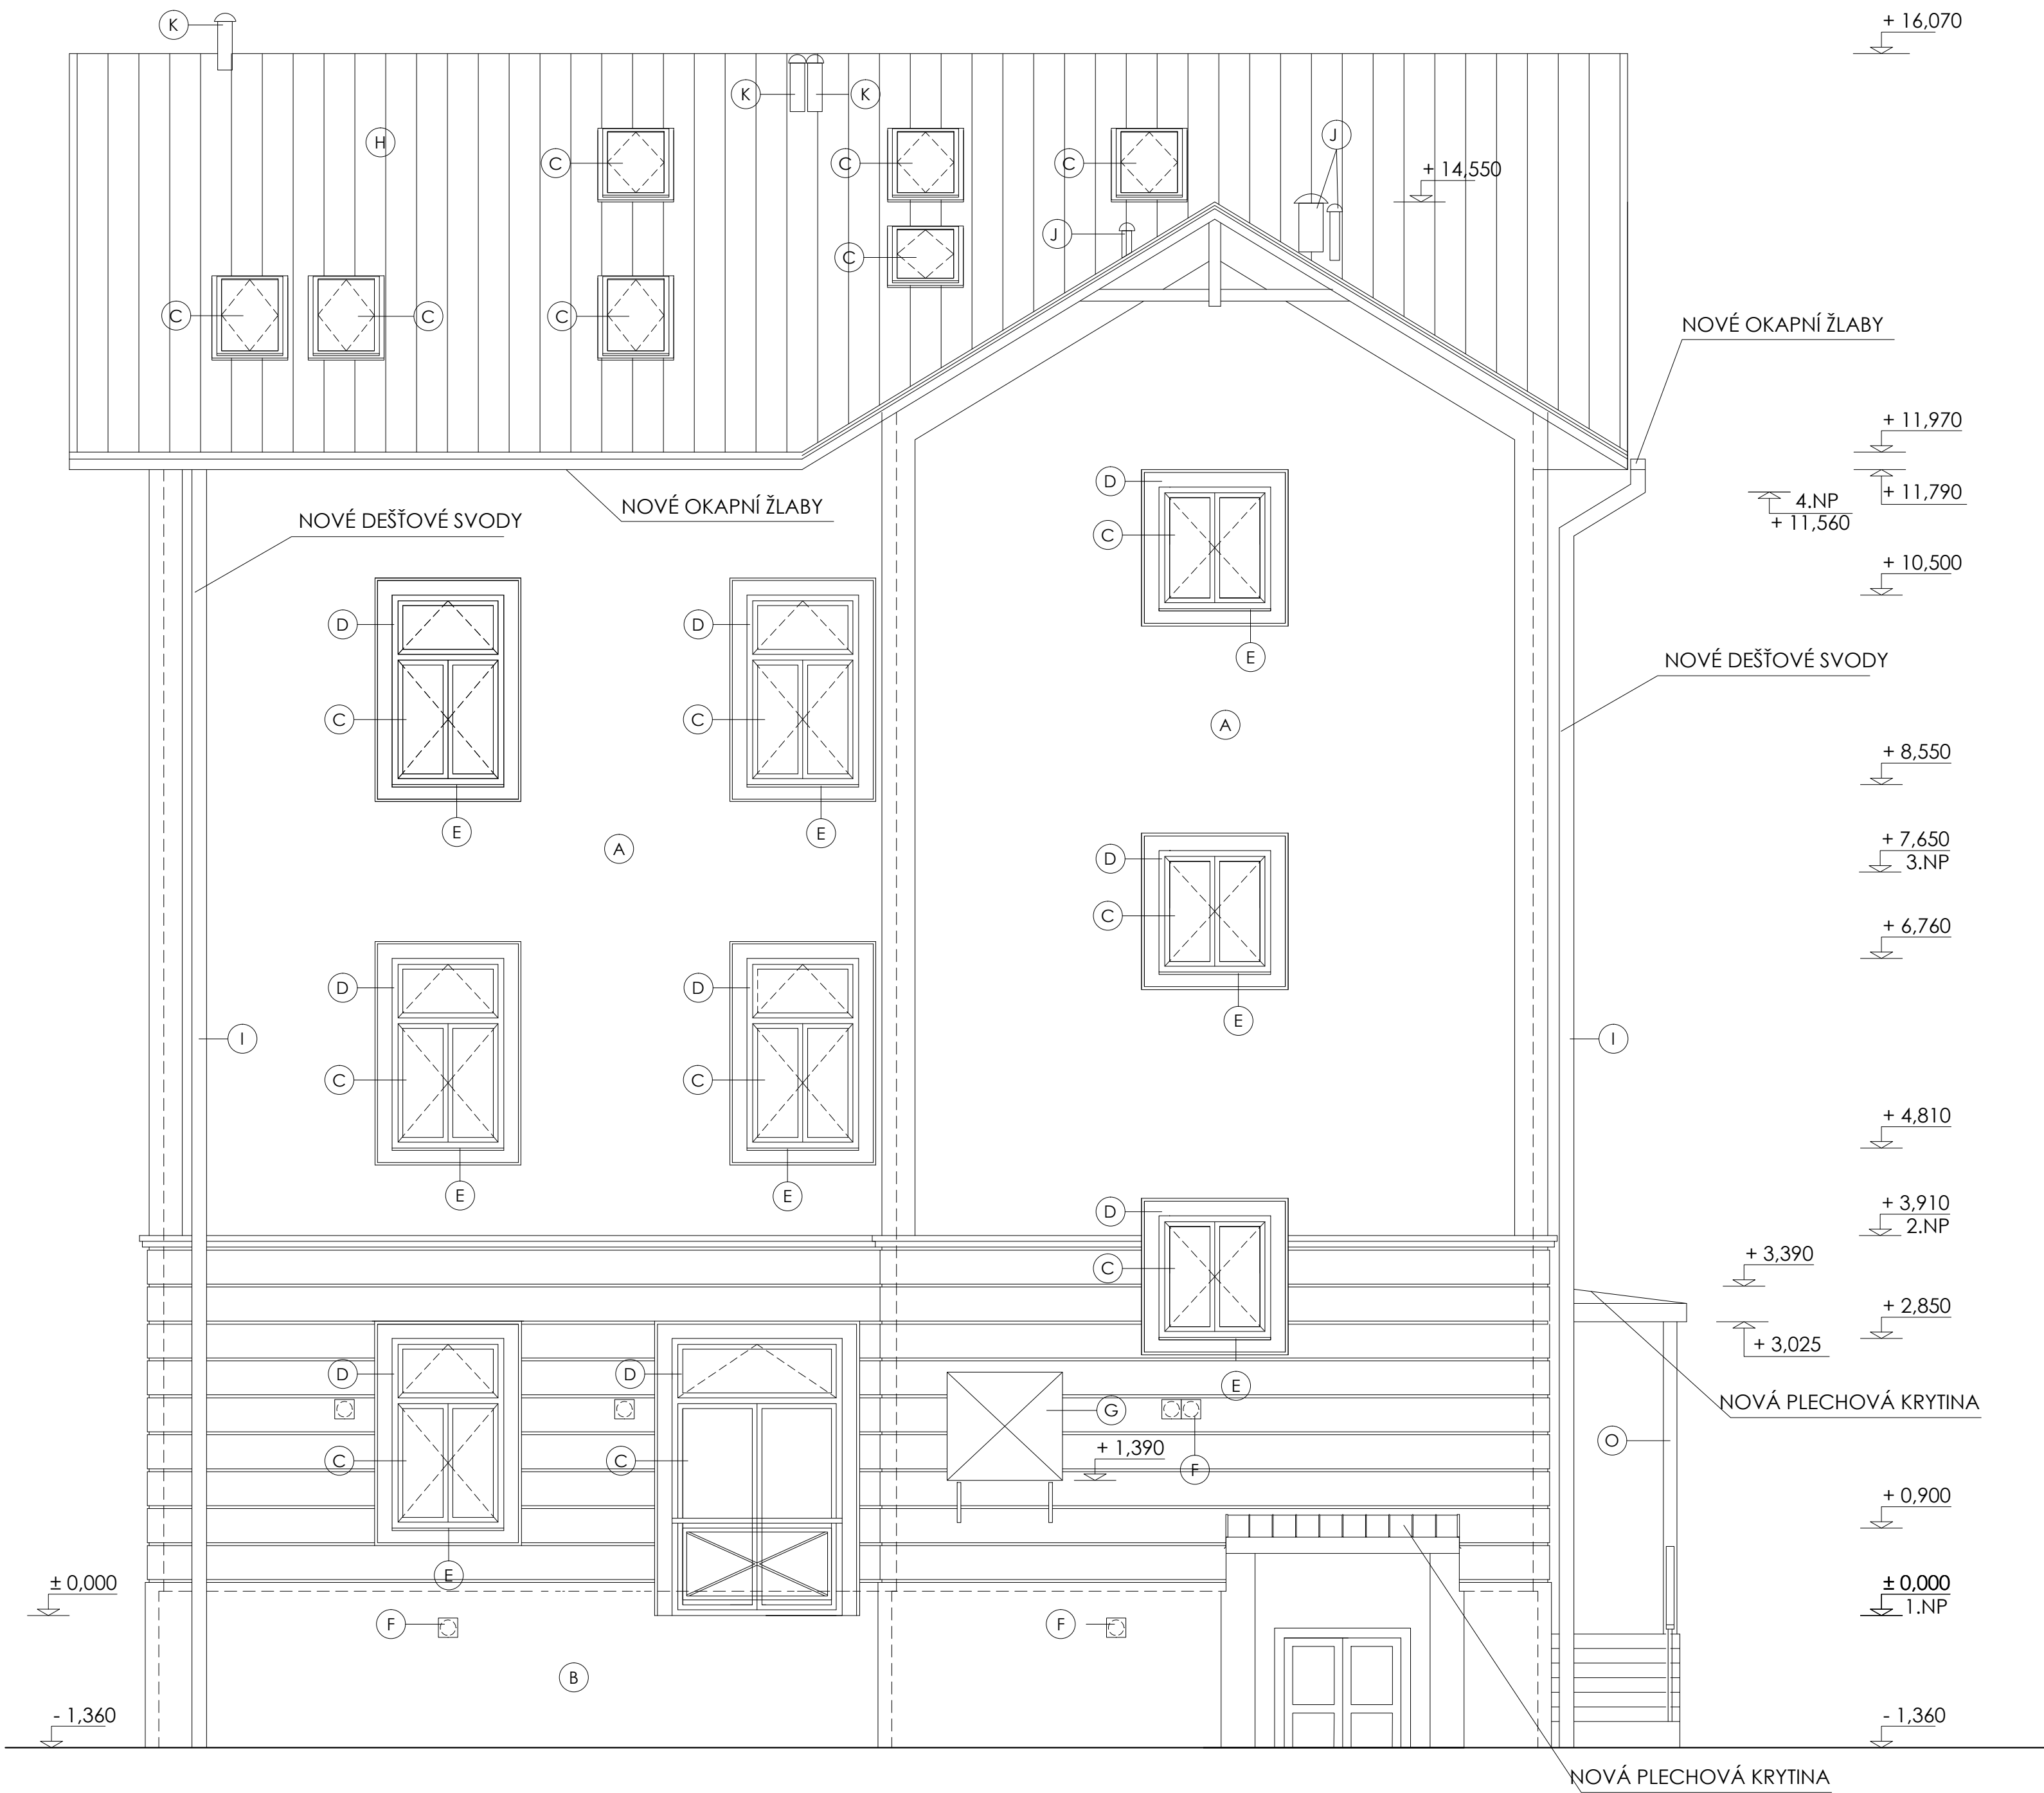 K
+ 16,070
K
K
H
J
C
C
C
+ 14,550
J
C
C
C
C
NOVÉ OKAPNÍ ŽLABY
+ 11,970
D
NOVÉ OKAPNÍ ŽLABY
4.NP
+ 11,790
NOVÉ DEŠŤOVÉ SVODY
+ 11,560
C
+ 10,500
D
D
E
NOVÉ DEŠŤOVÉ SVODY
C
C
A
+ 8,550
E
E
A
D
+ 7,650
3.NP
C
+ 6,760
D
D
E
I
I
C
C
+ 4,810
E
E
D
+ 3,910
2.NP
C
+ 3,390
+ 2,850
+ 3,025
D
D
E
NOVÁ PLECHOVÁ KRYTINA
G
O
+ 1,390
C
C
F
+ 0,900
E
± 0,000
± 0,000
1.NP
F
F
B
- 1,360
- 1,360
NOVÁ PLECHOVÁ KRYTINA